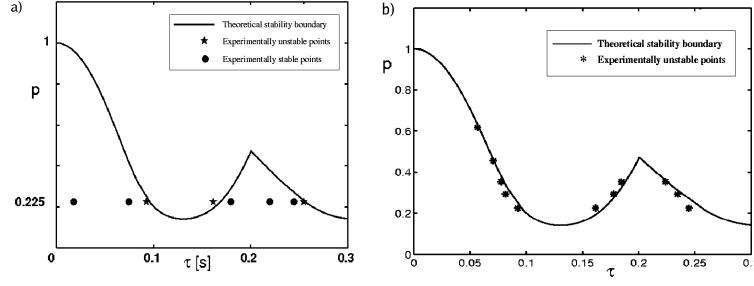 a)
Theoretical stability boundary
Experimentally unstable points
Experimentally stable points
1
p
0.225
0
0.1
0.2
0.3
τ [s]
b)
Theoretical stability boundary
Experimentally unstable points
1
p
0.8
0.6
0.4
0.2
0
0
0.05
0.1
0.15
0.2
0.25
0.3
τ